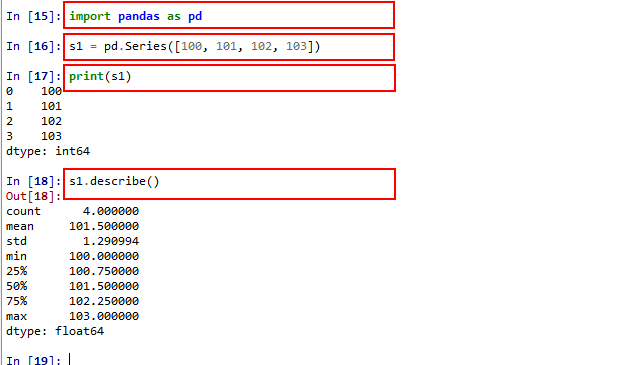 In [15]: import pandas as pd
In [16]: s1 = pd.Series([100, 101, 102, 103])
In [17]: print(s1)
0    100
1    101
2    102
3    103
dtype: int64
In [18]: s1.describe()
Out[18]:
count      4.000000
mean     101.500000
std        1.290994
min      100.000000
25%      100.750000
50%      101.500000
75%      102.250000
max      103.000000
dtype: float64
In [19]: